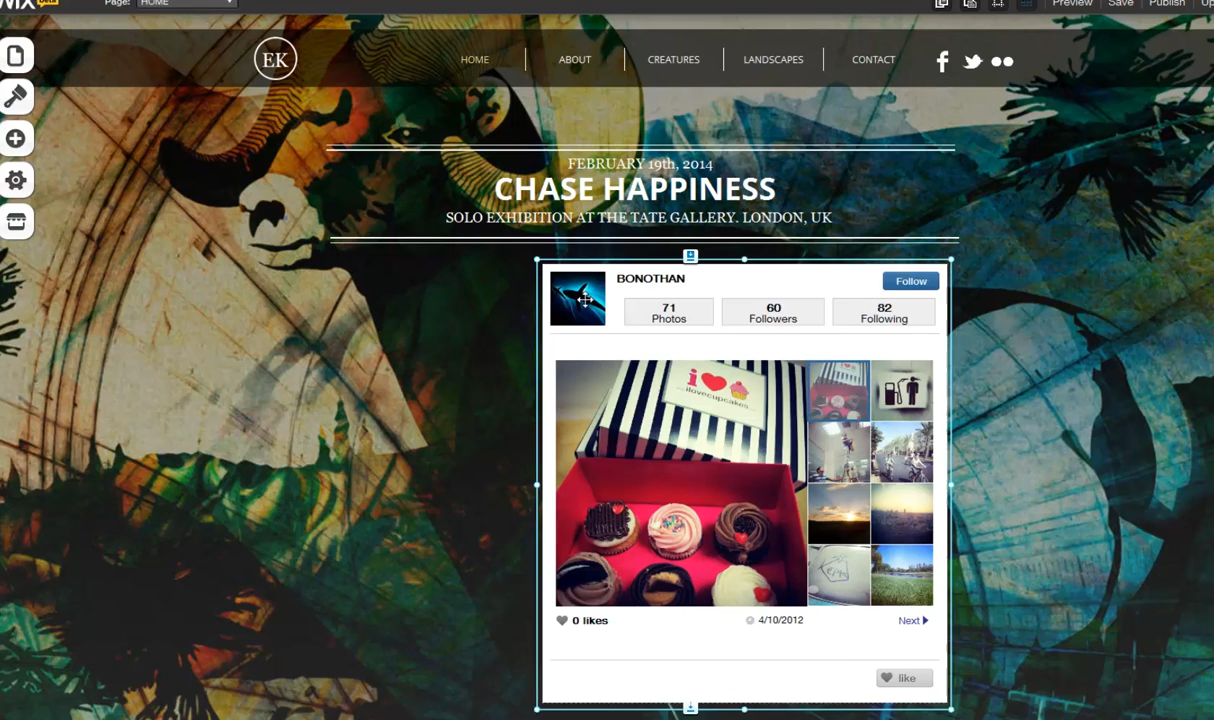 WiX beta Page: HOME Preview Save Publish
EK HOME ABOUT CREATURES LANDSCAPES CONTACT
FEBRUARY 19th, 2014
CHASE HAPPINESS
SOLO EXHIBITION AT THE TATE GALLERY. LONDON, UK
BONOTHAN Follow
71 60 82
Photos Followers Following
i
...ilovecupcakes
0 likes 4/10/2012 Next
like